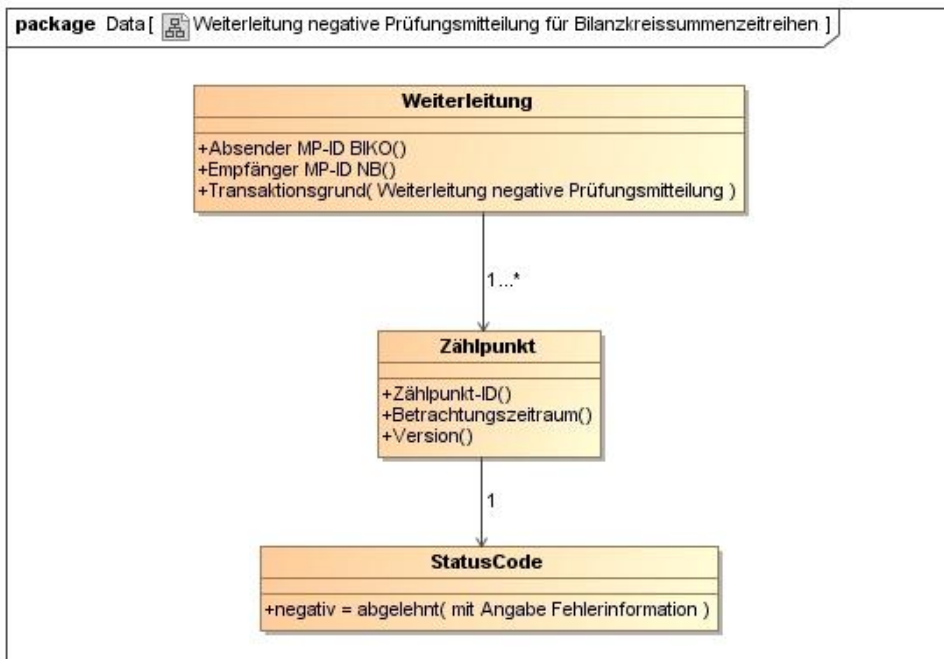 package Data [ Weiterleitung negative Prüfungsmitteilung für Bilanzkreissummenzeitreihen ]
Weiterleitung
+Absender MP-ID BIKO()
+Empfänger MP-ID NB()
+Transaktionsgrund( Weiterleitung negative Prüfungsmitteilung )
1...*
Zählpunkt
+Zählpunkt-ID()
+Betrachtungszeitraum()
+Version()
1
StatusCode
+negativ = abgelehnt( mit Angabe Fehlerinformation )